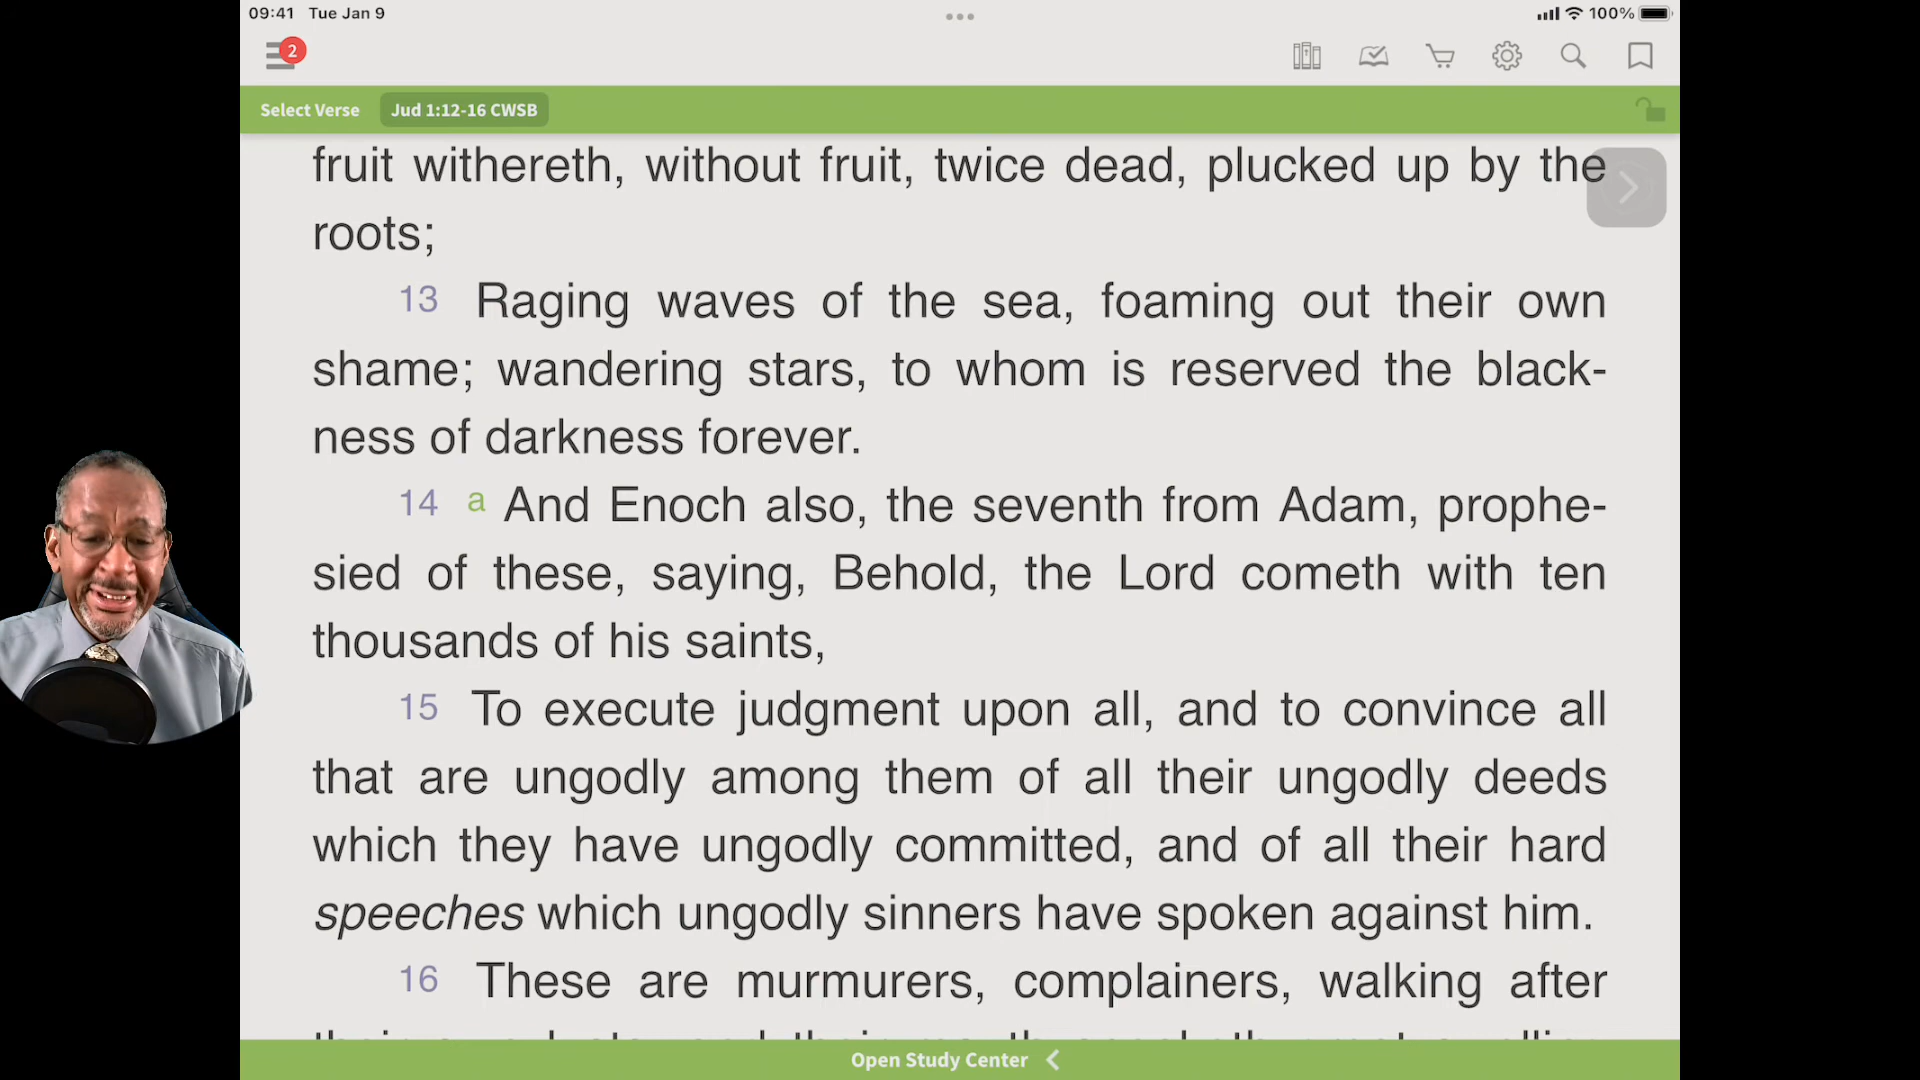 09:41 Tue Jan 9
100%
2
Select Verse Jud 1:12-16 CWSB
fruit withereth, without fruit, twice dead, plucked up by the
roots;
13 Raging waves of the sea, foaming out their own
shame; wandering stars, to whom is reserved the black-
ness of darkness forever.
14 a And Enoch also, the seventh from Adam, prophe-
sied of these, saying, Behold, the Lord cometh with ten
thousands of his saints,
15 To execute judgment upon all, and to convince all
that are ungodly among them of all their ungodly deeds
which they have ungodly committed, and of all their hard
speeches which ungodly sinners have spoken against him.
16 These are murmurers, complainers, walking after
Open Study Center